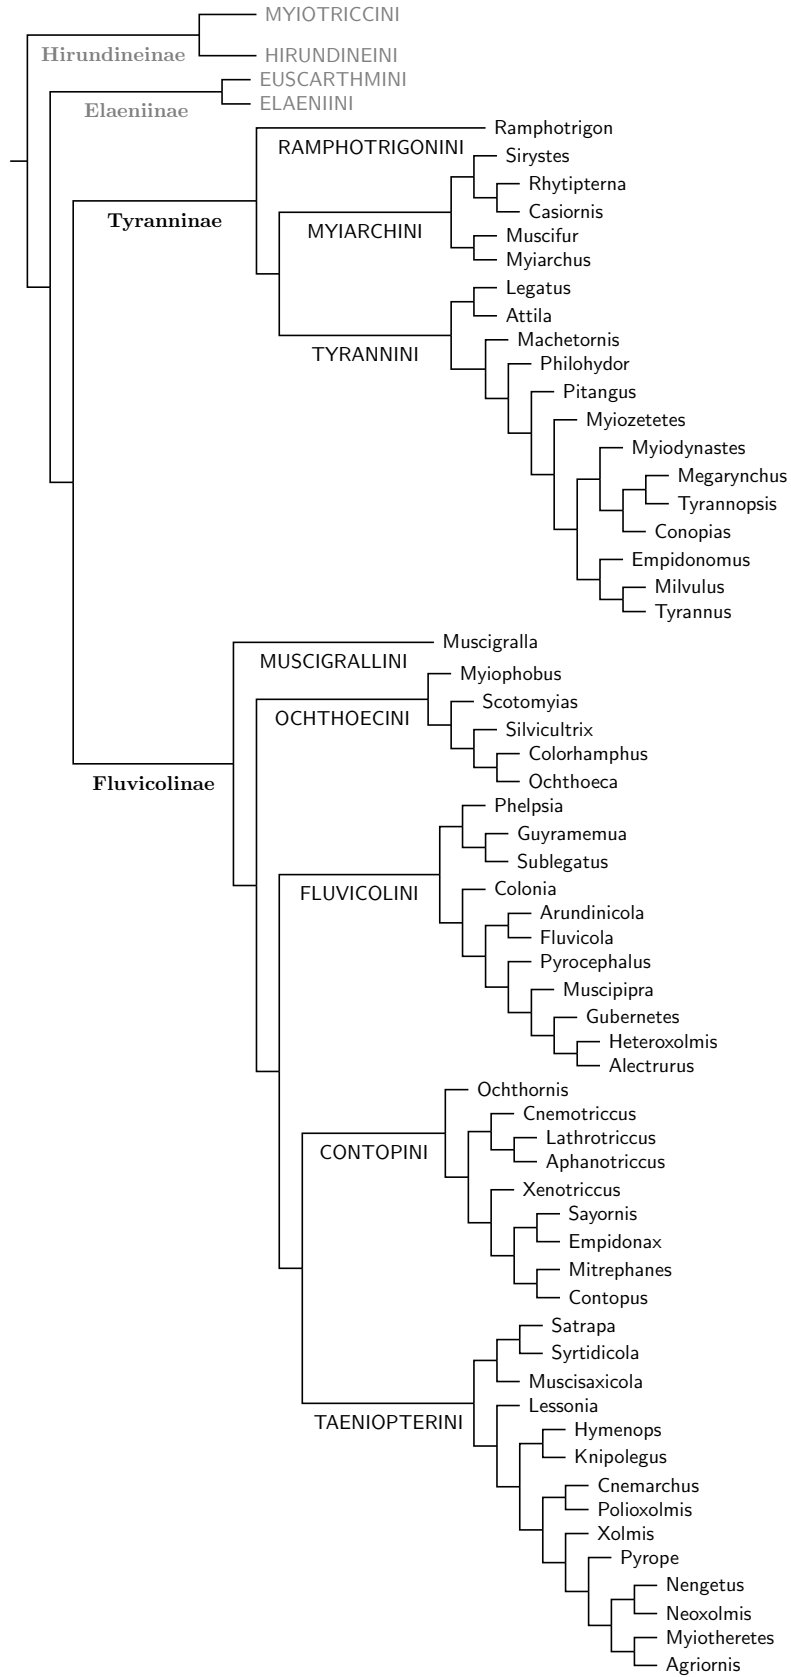 MYIOTRICCINI
Hirundineinae
HIRUNDINEINI
EUSCARTHMINI
Elaeniinae
ELAENIINI
Ramphotrigon
RAMPHOTRIGONINI
Sirystes
Rhytipterna
Casiornis
Tyranninae
MYIARCHINI
Muscifur
Myiarchus
Legatus
Attila
Machetornis
TYRANNINI
Philohydor
Pitangus
Myiozetetes
Myiodynastes
Megarynchus
Tyrannopsis
Conopias
Empidonomus
Milvulus
Tyrannus
Muscigralla
MUSCIGRALLINI
Myiophobus
Scotomyias
OCHTHOECINI
Silvicultrix
Colorhamphus
Ochthoeca
Fluvicolinae
Phelpsia
Guyramemua
Sublegatus
Colonia
FLUVICOLINI
Arundinicola
Fluvicola
Pyrocephalus
Muscipipra
Gubernetes
Heteroxolmis
Alectrurus
Ochthornis
Cnemotriccus
Lathrotriccus
CONTOPINI
Aphanotriccus
Xenotriccus
Sayornis
Empidonax
Mitrephanes
Contopus
Satrapa
Syrtidicola
Muscisaxicola
Lessonia
TAENIOPTERINI
Hymenops
Knipolegus
Cnemarchus
Polioxolmis
Xolmis
Pyrope
Nengetus
Neoxolmis
Myiotheretes
Agriornis